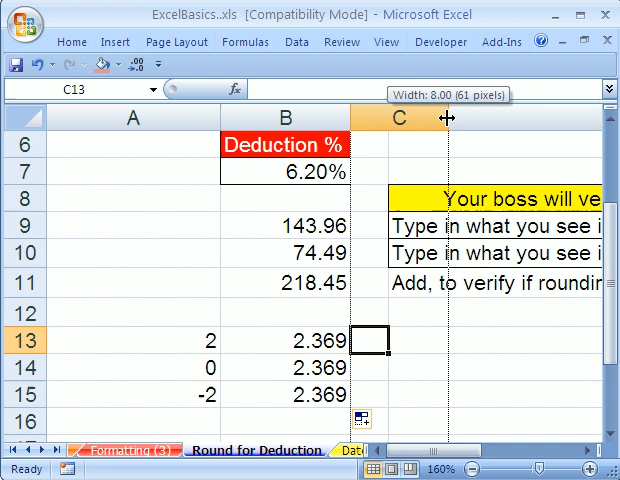 ExcelBasics..xls [Compatibility Mode] - Microsoft Excel
Home Insert Page Layout Formulas Data Review View Developer Add-Ins
C13 fx
Width: 8.00 (61 pixels)
A B C
6 Deduction %
7 6.20%
8 Your boss will ve
9 143.96 Type in what you see i
10 74.49 Type in what you see i
11 218.45 Add, to verify if roundin
12
13 2 2.369
14 0 2.369
15 -2 2.369
16
Formatting (3) Round for Deduction Dat
Ready 160%